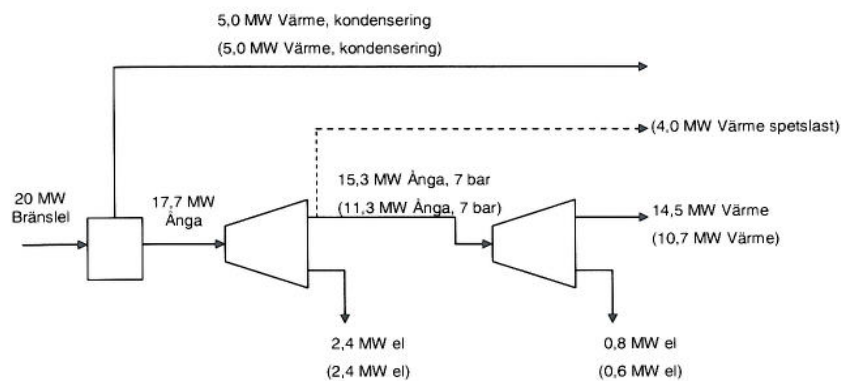 5,0 MW Värme, kondensering
(5,0 MW Värme, kondensering)
(4,0 MW Värme spetslast)
20 MW
Bränslel
17,7 MW
Ånga
15,3 MW Ånga, 7 bar
(11,3 MW Ånga, 7 bar)
14,5 MW Värme
(10,7 MW Värme)
2,4 MW el
(2,4 MW el)
0,8 MW el
(0,6 MW el)